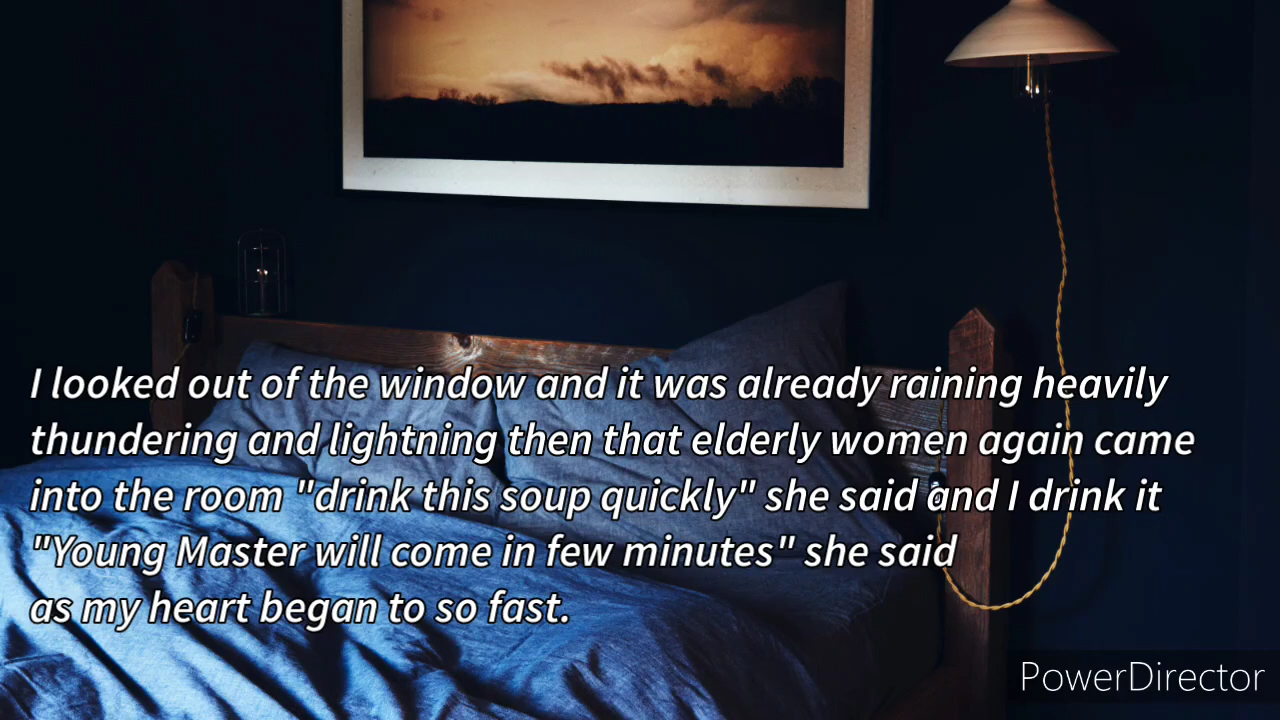 I looked out of the window and it was already raining heavily
thundering and lightning then that elderly women again came
into the room "drink this soup quickly" she said and I drink it
"Young Master will come in few minutes" she said
as my heart began to so fast.
PowerDirector